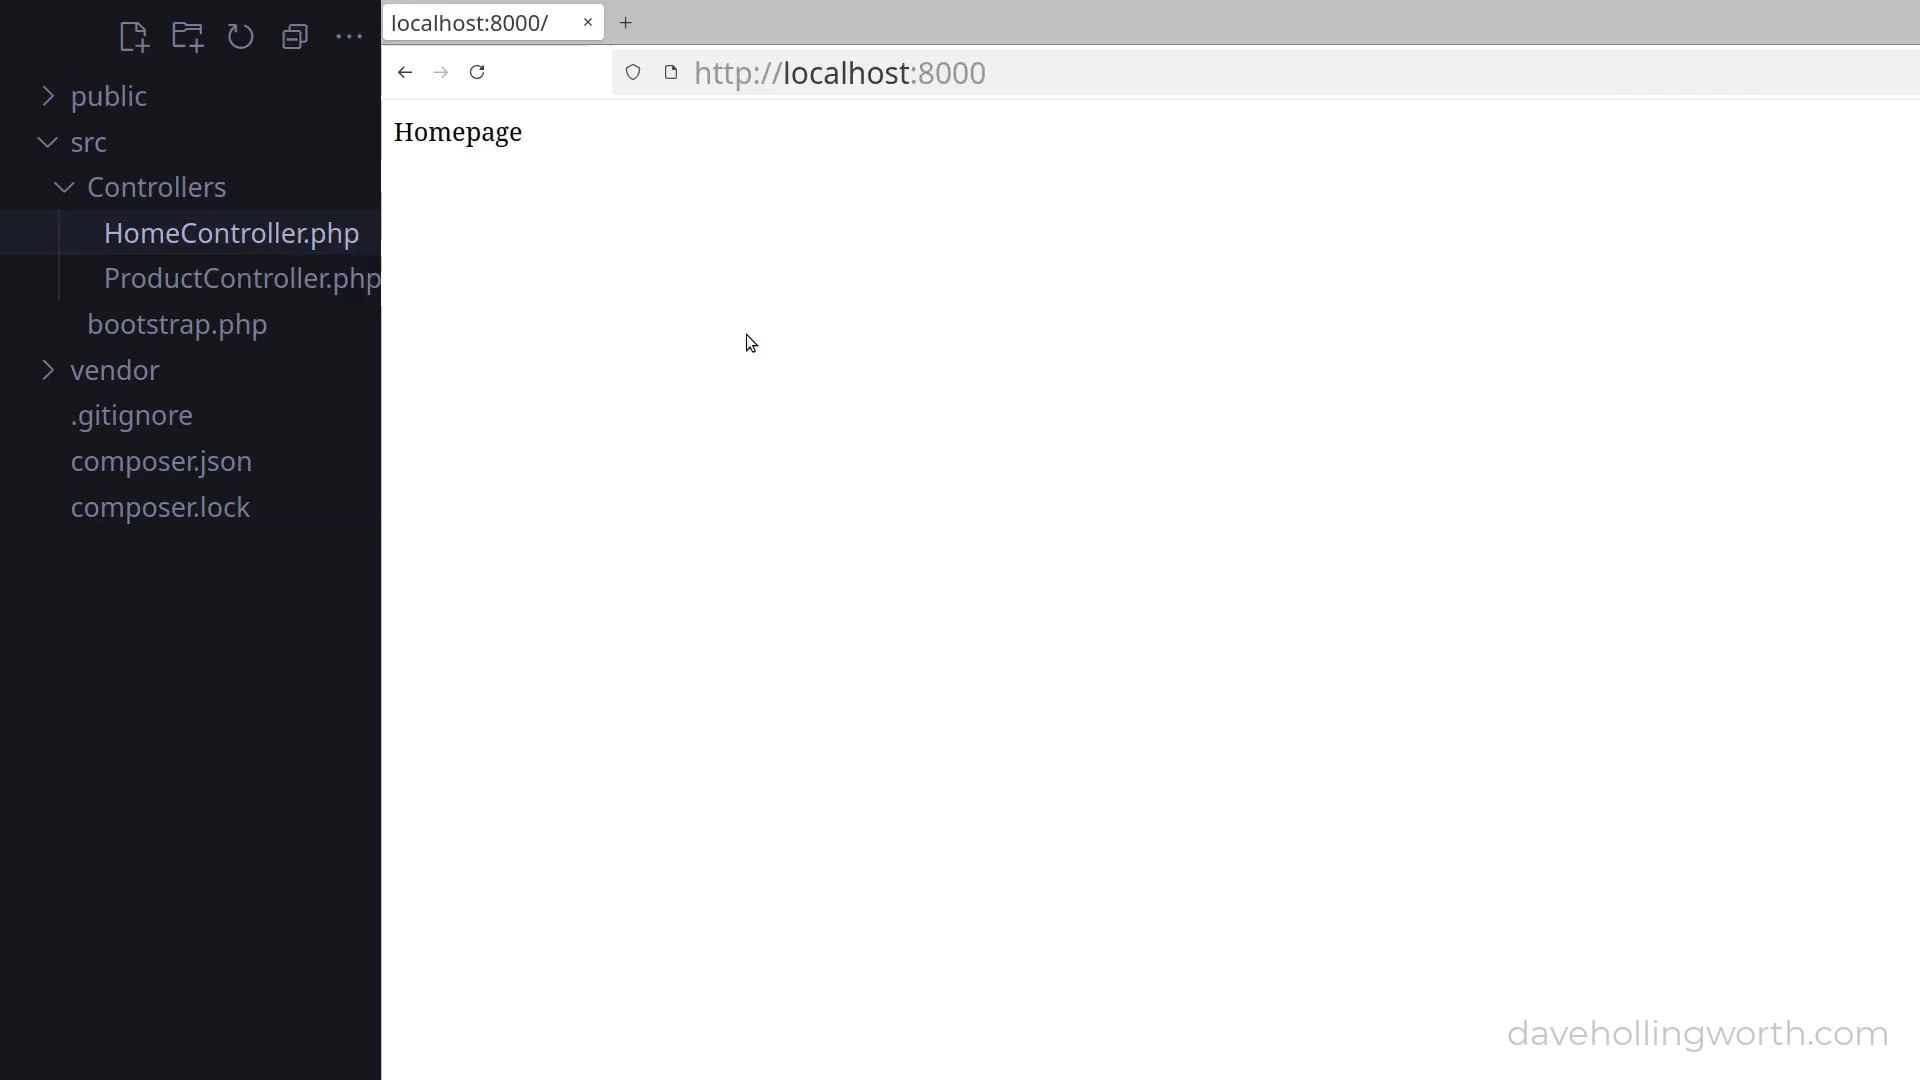 public
src
Controllers
HomeController.php
ProductController.php
bootstrap.php
vendor
.gitignore
composer.json
composer.lock
localhost:8000/
http://localhost:8000
Homepage
davehollingworth.com